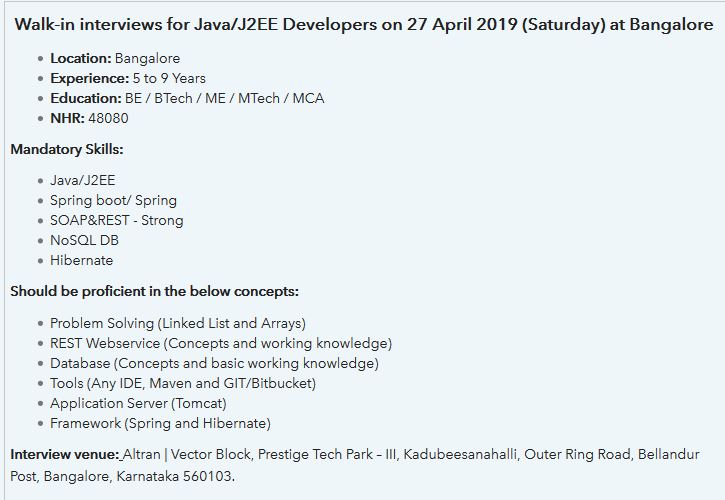 Walk-in interviews for Java/J2EE Developers on 27 April 2019 (Saturday) at Bangalore
Location: Bangalore
Experience: 5 to 9 Years
Education: BE / BTech / ME / MTech / MCA
NHR: 48080
Mandatory Skills:
Java/J2EE
Spring boot/ Spring
SOAP&REST - Strong
NoSQL DB
Hibernate
Should be proficient in the below concepts:
Problem Solving (Linked List and Arrays)
REST Webservice (Concepts and working knowledge)
Database (Concepts and basic working knowledge)
Tools (Any IDE, Maven and GIT/Bitbucket)
Application Server (Tomcat)
Framework (Spring and Hibernate)
Interview venue: Altran | Vector Block, Prestige Tech Park – III, Kadubeesanahalli, Outer Ring Road, Bellandur
Post, Bangalore, Karnataka 560103.